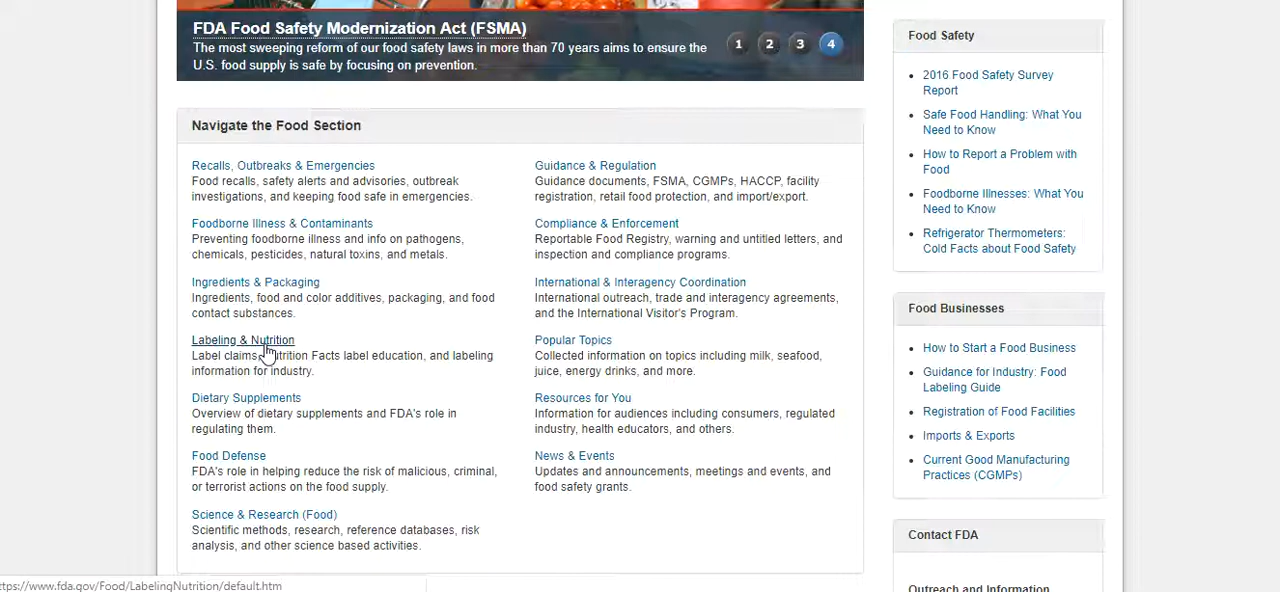 FDA Food Safety Modernization Act (FSMA)
The most sweeping reform of our food safety laws in more than 70 years aims to ensure the
U.S. food supply is safe by focusing on prevention.
1 2 3 4
Navigate the Food Section
Recalls, Outbreaks & Emergencies
Food recalls, safety alerts and advisories, outbreak
investigations, and keeping food safe in emergencies.
Foodborne Illness & Contaminants
Preventing foodborne illness and info on pathogens,
chemicals, pesticides, natural toxins, and metals.
Ingredients & Packaging
Ingredients, food and color additives, packaging, and food
contact substances.
Labeling & Nutrition
Label claims, Nutrition Facts label education, and labeling
information for industry.
Dietary Supplements
Overview of dietary supplements and FDA's role in
regulating them.
Food Defense
FDA's role in helping reduce the risk of malicious, criminal,
or terrorist actions on the food supply.
Science & Research (Food)
Scientific methods, research, reference databases, risk
analysis, and other science based activities.
Guidance & Regulation
Guidance documents, FSMA, CGMPs, HACCP, facility
registration, retail food protection, and import/export.
Compliance & Enforcement
Reportable Food Registry, warning and untitled letters, and
inspection and compliance programs.
International & Interagency Coordination
International outreach, trade and interagency agreements,
and the International Visitor's Program.
Popular Topics
Collected information on topics including milk, seafood,
juice, energy drinks, and more.
Resources for You
Information for audiences including consumers, regulated
industry, health educators, and others.
News & Events
Updates and announcements, meetings and events, and
food safety grants.
Food Safety
2016 Food Safety Survey
Report
Safe Food Handling: What You
Need to Know
How to Report a Problem with
Food
Foodborne Illnesses: What You
Need to Know
Refrigerator Thermometers:
Cold Facts about Food Safety
Food Businesses
How to Start a Food Business
Guidance for Industry: Food
Labeling Guide
Registration of Food Facilities
Imports & Exports
Current Good Manufacturing
Practices (CGMPs)
Contact FDA
Outreach and Information
ttps://www.fda.gov/Food/LabelingNutrition/default.htm